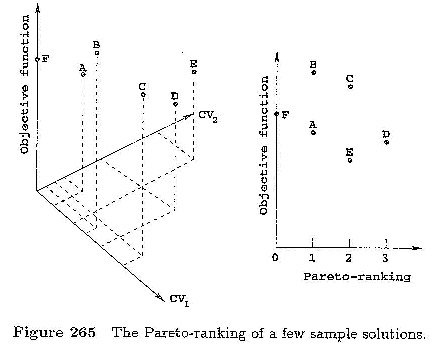 Objective function
F
A
B
C
D
E
CV2
CV1
Objective function
B
C
F
A
D
E
0 1 2 3
Pareto-ranking
Figure 265 The Pareto-ranking of a few sample solutions.